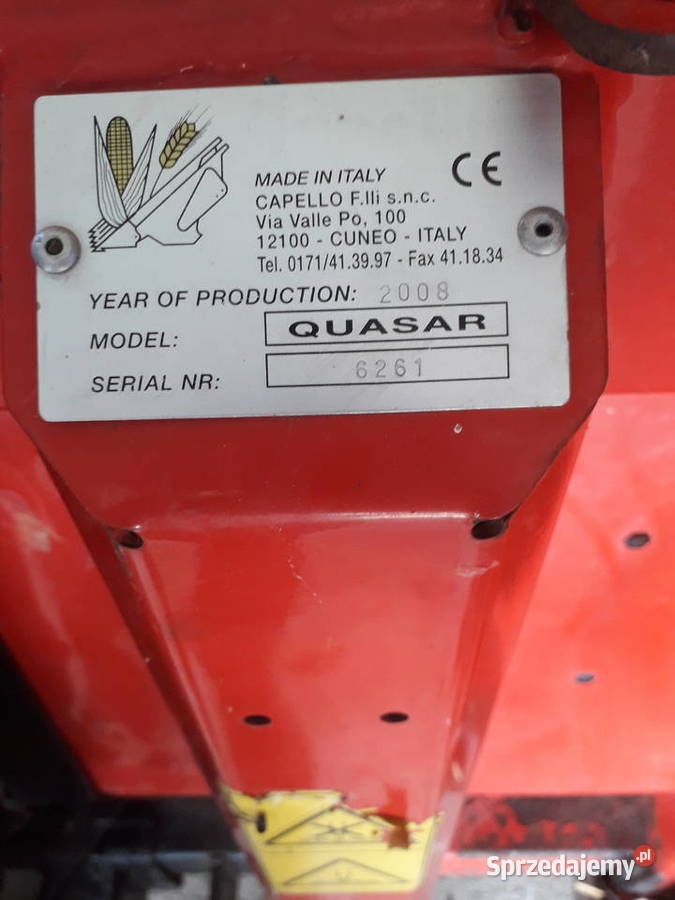 MADE IN ITALY
CE
CAPELLO F.lli s.n.c.
Via Valle Po, 100
12100 - CUNEO - ITALY
Tel. 0171/41.39.97 - Fax 41.18.34
YEAR OF PRODUCTION: 2008
MODEL: QUASAR
SERIAL NR: 6261
Sprzedajemy.pl